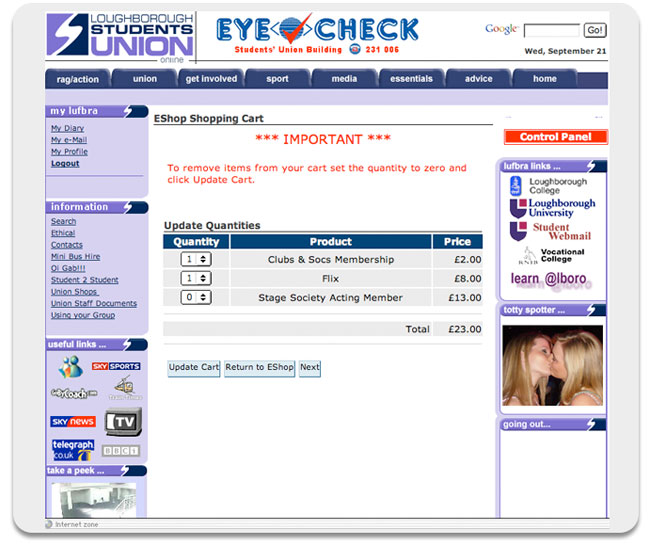 LOUGHBOROUGH
STUDENTS
UNION
online
EYE CHECK
Students' Union Building 231 006
Google
Go!
Wed, September 21
rag/action union get involved sport media essentials advice home
my lufbra
My Diary
My e-Mail
My Profile
Logout
information
Search
Ethical
Contacts
Mini Bus Hire
Oi Gab!!!
Student 2 Student
Union Shops
Union Staff Documents
Using your Group
useful links ...
SKY SPORTS
GoByCoach.com
Train Times
SKY NEWS
TV
telegraph.
co.uk
BBC1
take a peek ...
EShop Shopping Cart
*** IMPORTANT ***
To remove items from your cart set the quantity to zero and
click Update Cart.
Update Quantities
Quantity Product Price
1 Clubs & Socs Membership £2.00
1 Flix £8.00
0 Stage Society Acting Member £13.00
Total £23.00
Update Cart Return to EShop Next
Control Panel
lufbra links ...
Loughborough
College
Loughborough
University
Student
Webmail
RNIB
Vocational
College
learn @lboro
totty spotter ...
going out...
Internet zone